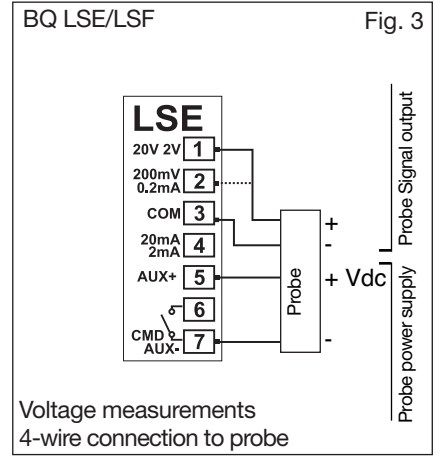 BQ LSE/LSF Fig. 3
LSE
20V 2V 1
200mV
0.2mA 2
COM 3
20mA
2mA 4
AUX+ 5
6
CMD
AUX- 7
Probe
+
-
+ Vdc
-
Probe Signal output
Probe power supply
Voltage measurements
4-wire connection to probe